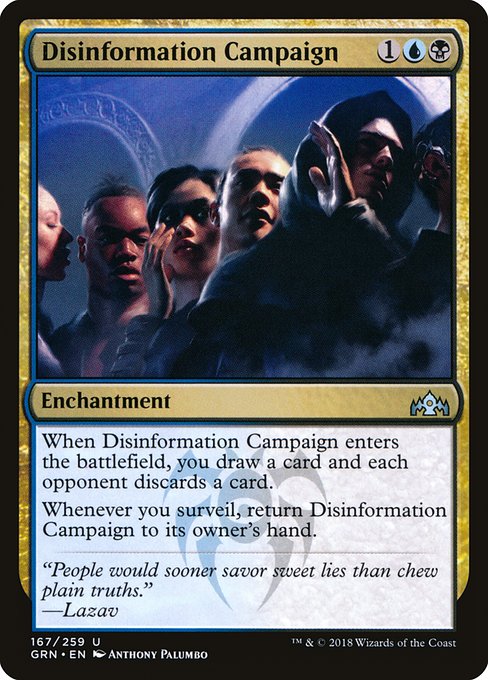 Disinformation Campaign 1
Enchantment
When Disinformation Campaign enters
the battlefield, you draw a card and each
opponent discards a card.
Whenever you surveil, return Disinformation
Campaign to its owner's hand.
“People would sooner savor sweet lies than chew
plain truths.”
—Lazav
167/259 U
GRN • EN Anthony Palumbo
™ & © 2018 Wizards of the Coast